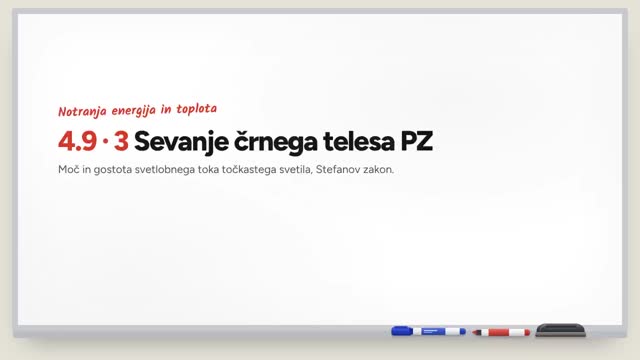 Notranja energija in toplota
4.9 · 3 Sevanje črnega telesa PZ
Moč in gostota svetlobnega toka točkastega svetila, Stefanov zakon.